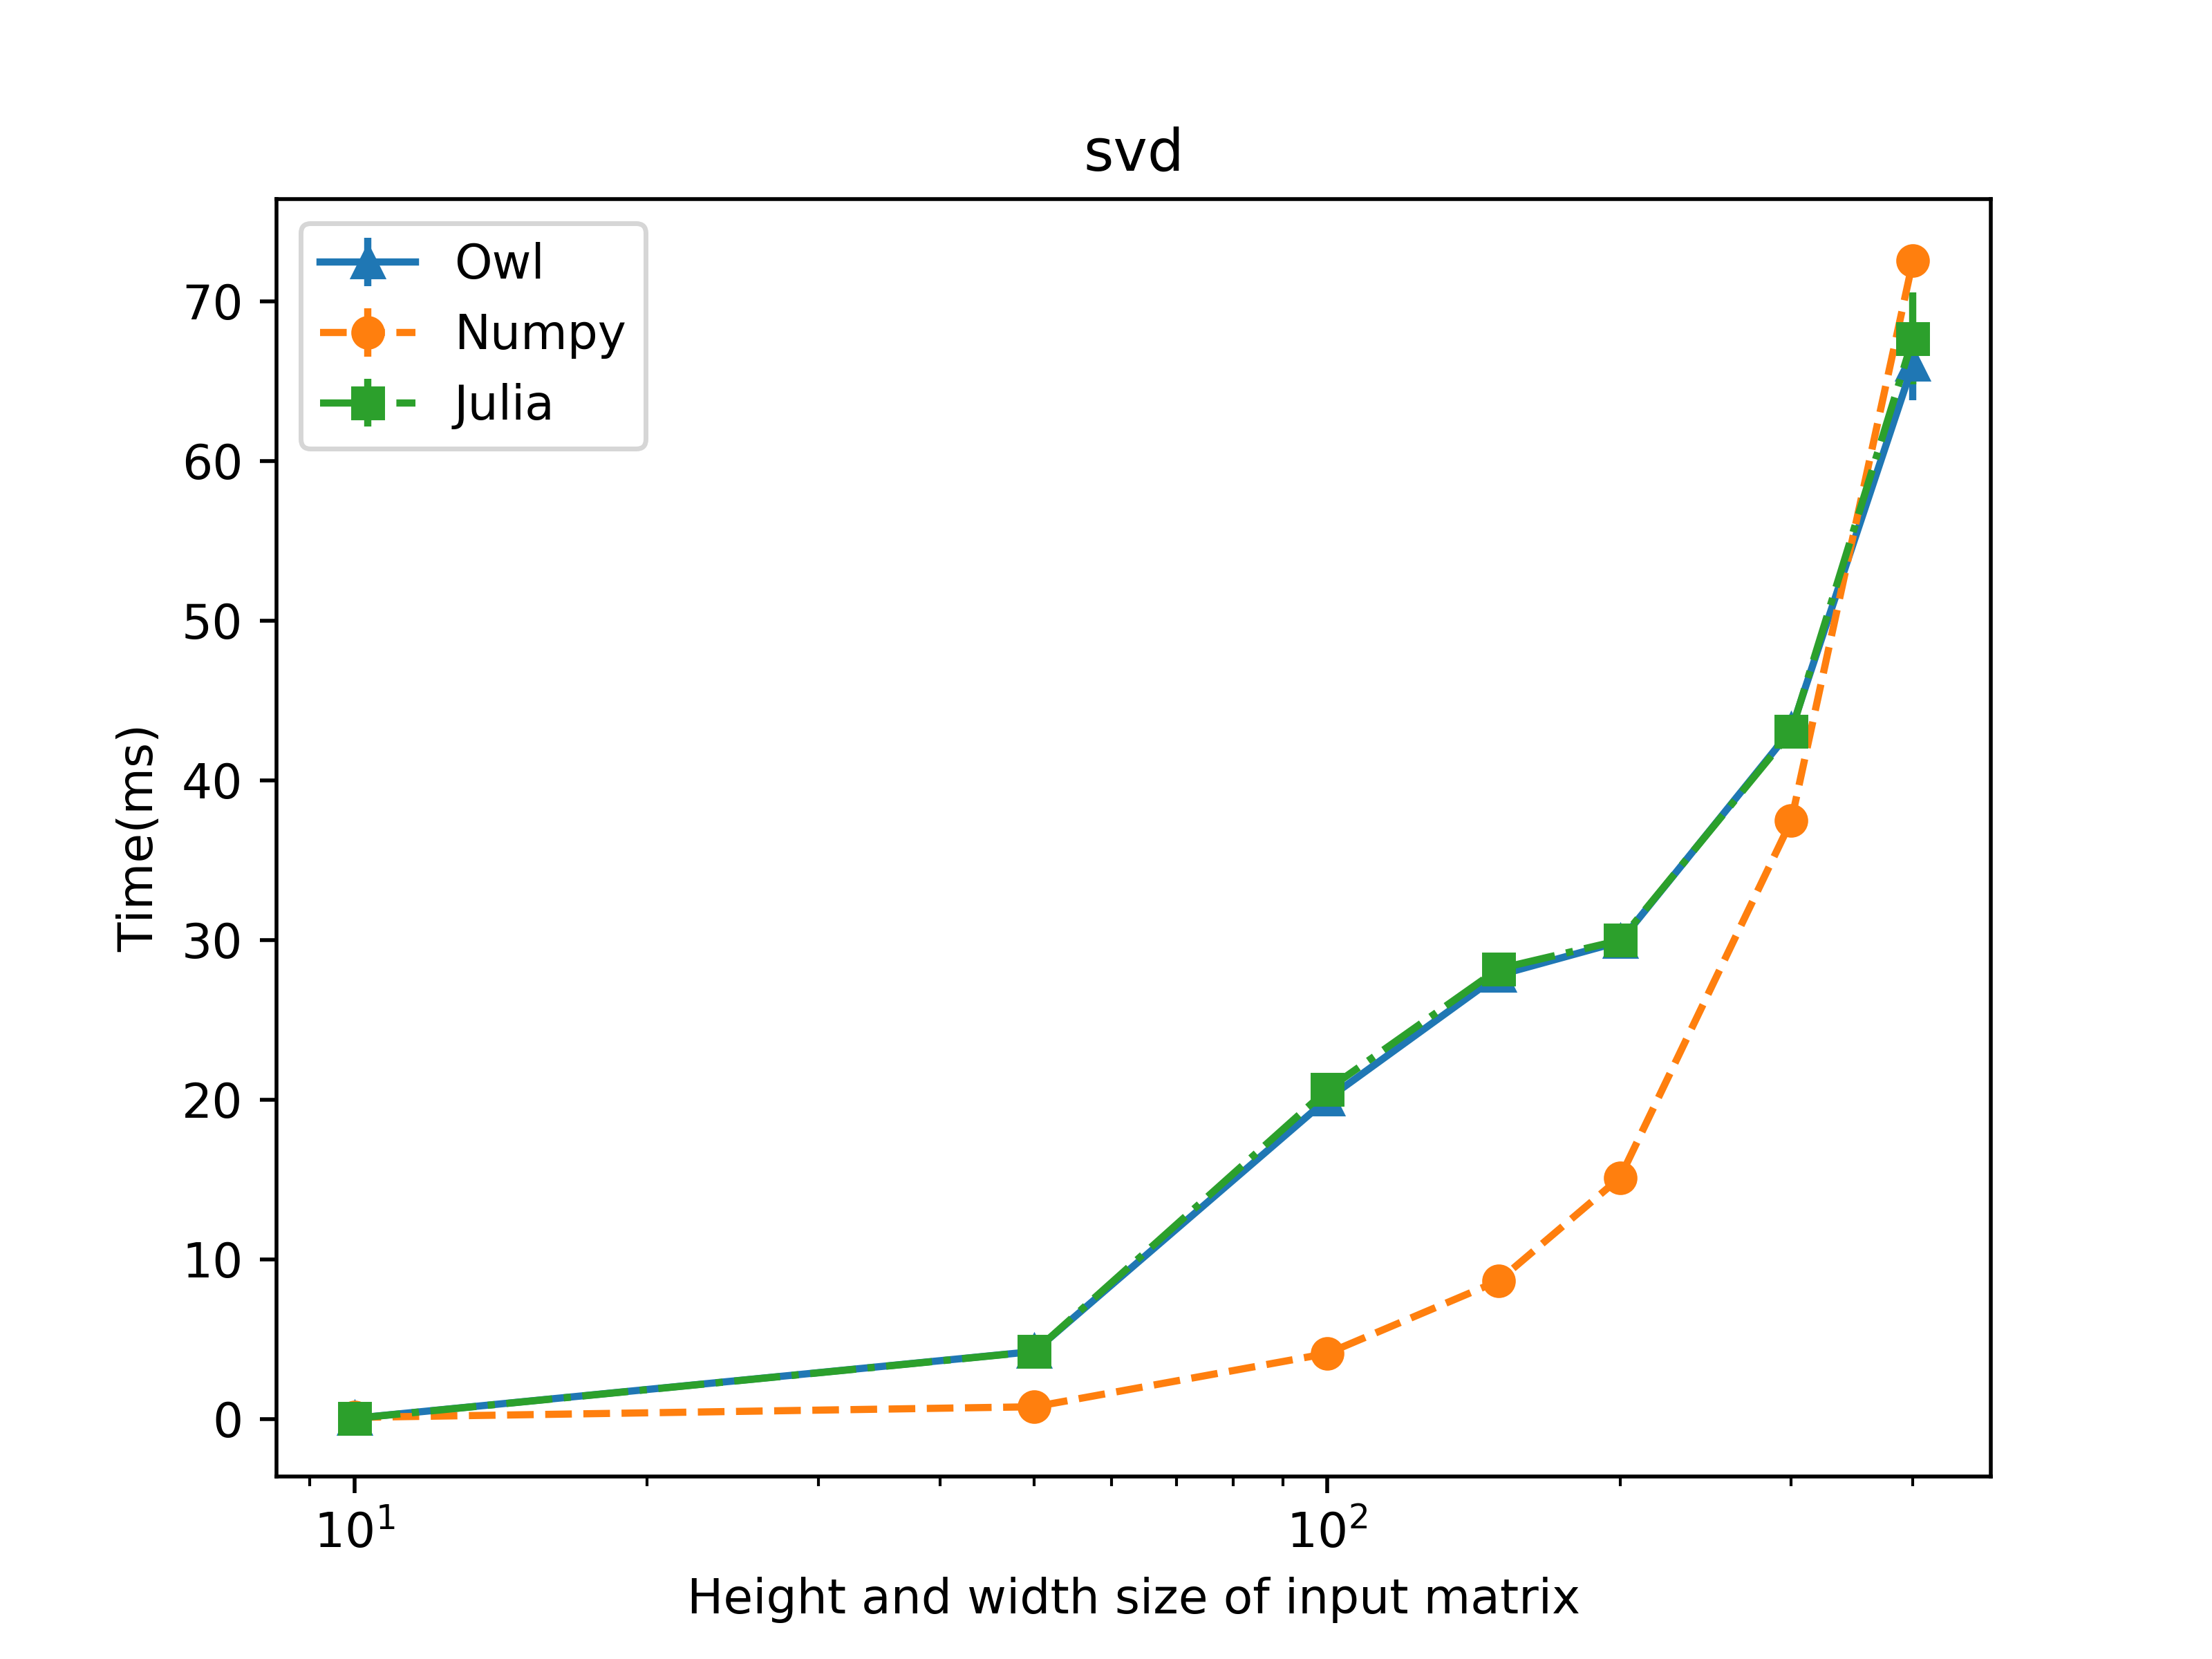 svd
Owl
Numpy
Julia
70
60
50
40
30
20
10
0
Time(ms)
10¹
10²
Height and width size of input matrix